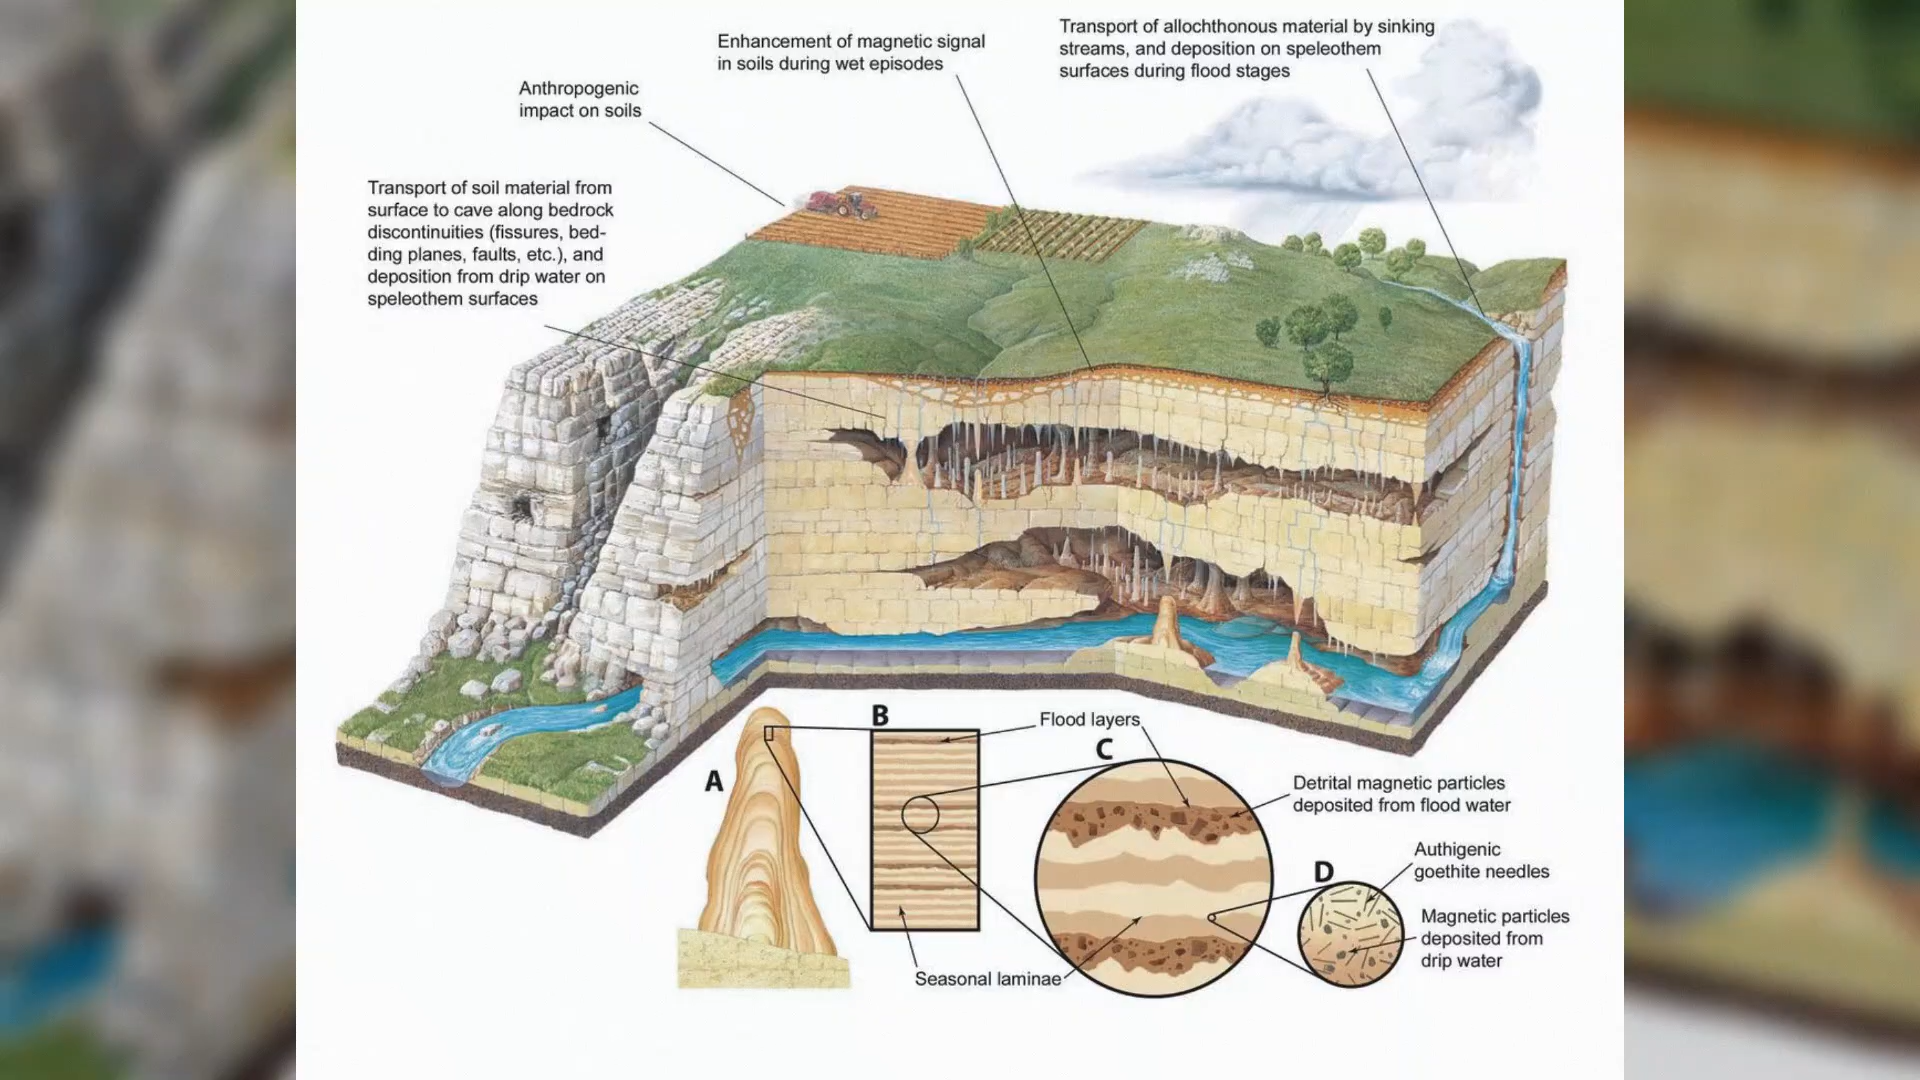 Transport of allochthonous material by sinking
streams, and deposition on speleothem
surfaces during flood stages
Enhancement of magnetic signal
in soils during wet episodes
Anthropogenic
impact on soils
Transport of soil material from
surface to cave along bedrock
discontinuities (fissures, bed-
ding planes, faults, etc.), and
deposition from drip water on
speleothem surfaces
A
B
Flood layers
C
Detrital magnetic particles
deposited from flood water
D
Authigenic
goethite needles
Magnetic particles
deposited from
drip water
Seasonal laminae